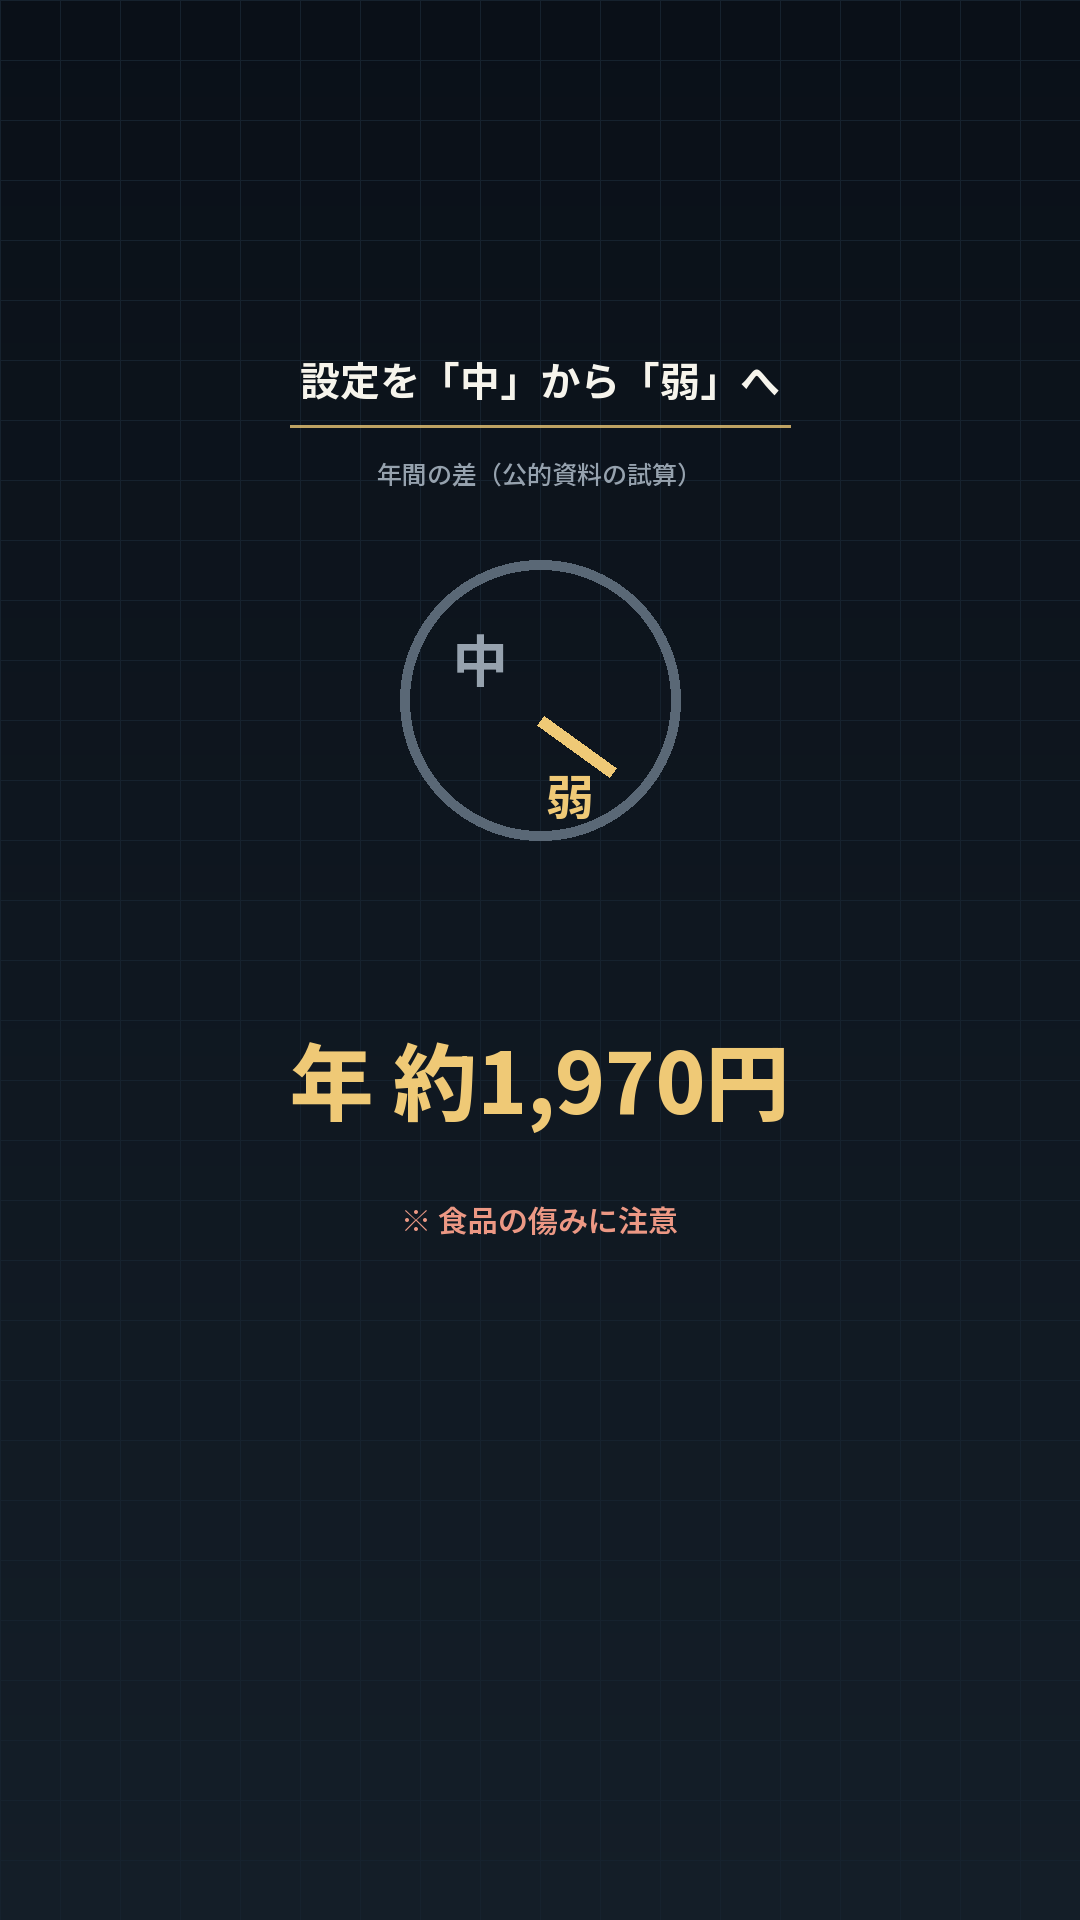 設定を「中」から「弱」へ
年間の差（公的資料の試算）
中
弱
年 約1,970円
※ 食品の傷みに注意